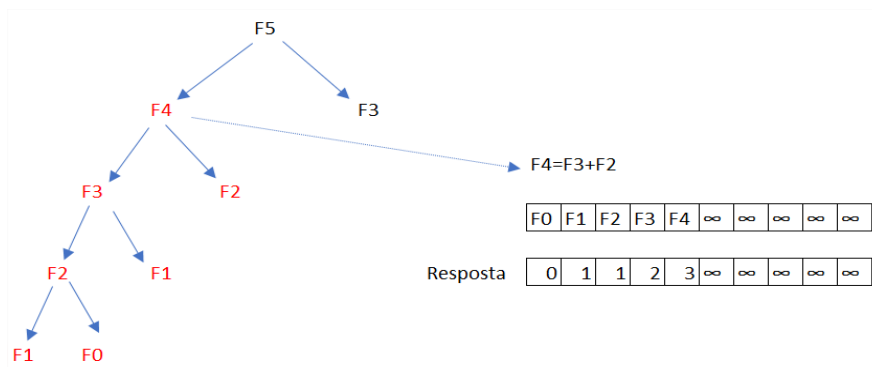 F5
F4 F3
F4=F3+F2
F3 F2
F0 F1 F2 F3 F4 ∞ ∞ ∞ ∞ ∞
F2 F1
Resposta 0 1 1 2 3 ∞ ∞ ∞ ∞ ∞
F1 F0